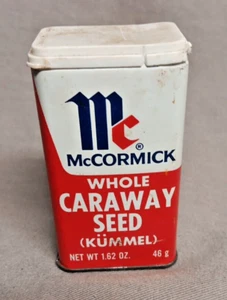 Mc
McCORMICK
WHOLE
CARAWAY
SEED
(KÜMMEL)
NET WT 1.62 OZ. 46 g